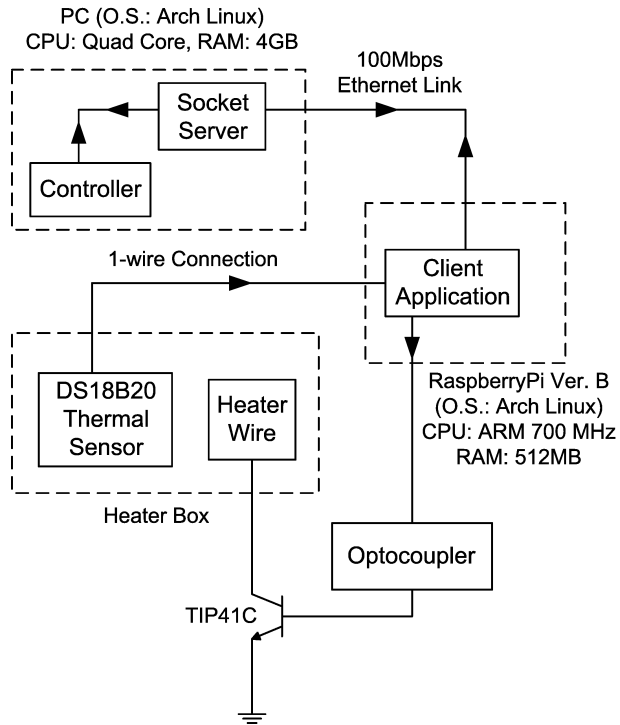 PC (O.S.: Arch Linux)
CPU: Quad Core, RAM: 4GB
100Mbps
Ethernet Link
Socket
Server
Controller
1-wire Connection
Client
Application
DS18B20
Thermal
Sensor
Heater
Wire
RaspberryPi Ver. B
(O.S.: Arch Linux)
CPU: ARM 700 MHz
RAM: 512MB
Heater Box
Optocoupler
TIP41C